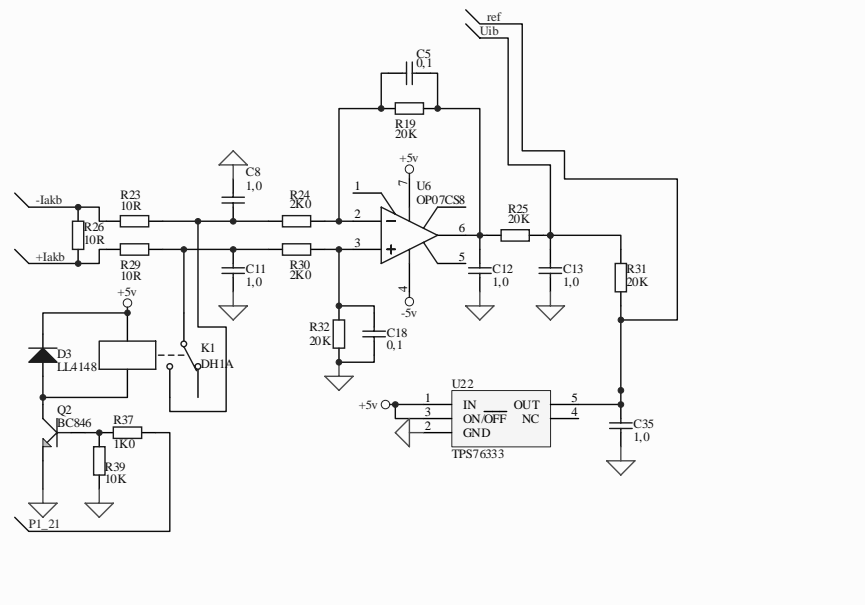 ref
Uib
C5
0,1
R19
20K
+5v
7
C8
1,0
U6
OP07CS8
1
-Iakb
R23
10R
R24
2K0
2
6
R25
20K
R26
10R
3
+Iakb
R29
10R
C11
1,0
R30
2K0
5
C12
1,0
C13
1,0
R31
20K
4
-5v
+5v
R32
20K
C18
0,1
D3
LL4148
K1
DH1A
U22
+5v
1
IN
OUT
5
3
ON/OFF
NC
4
2
GND
TPS76333
C35
1,0
Q2
BC846
R37
1K0
R39
10K
P1_21